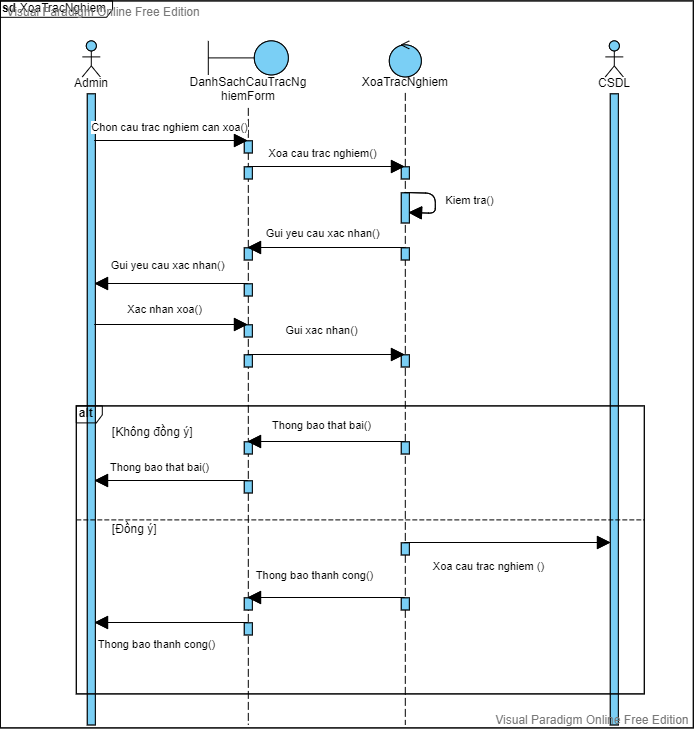 sd XoaTracNghiem
Visual Paradigm Online Free Edition
Admin
DanhSachCauTracNg
hiemForm
XoaTracNghiem
CSDL
Chon cau trac nghiem can xoa()
Xoa cau trac nghiem()
Kiem tra()
Gui yeu cau xac nhan()
Gui yeu cau xac nhan()
Xac nhan xoa()
Gui xac nhan()
alt
[Không đồng ý]
Thong bao that bai()
Thong bao that bai()
[Đồng ý]
Xoa cau trac nghiem ()
Thong bao thanh cong()
Thong bao thanh cong()
Visual Paradigm Online Free Edition